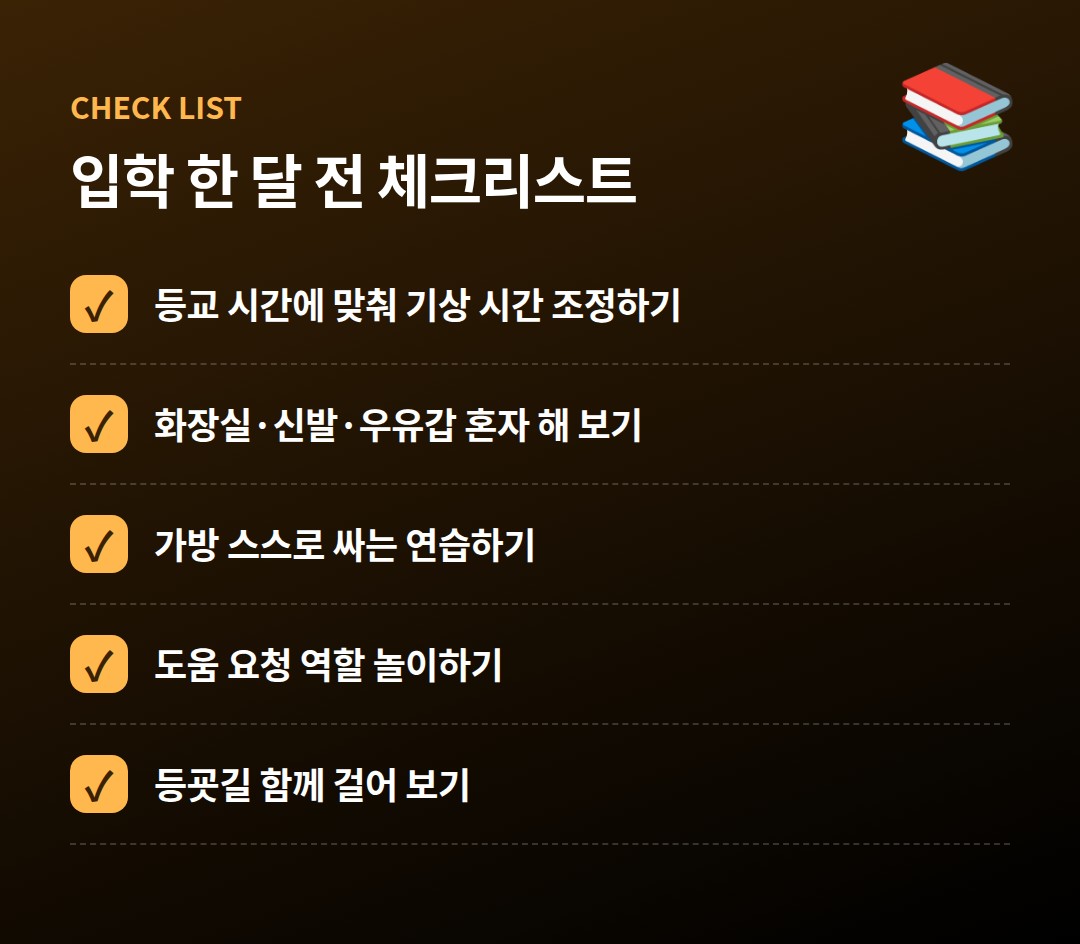 CHECK LIST
입학 한 달 전 체크리스트
등교 시간에 맞춰 기상 시간 조정하기
화장실·신발·우유갑 혼자 해 보기
가방 스스로 싸는 연습하기
도움 요청 역할 놀이하기
등굣길 함께 걸어 보기